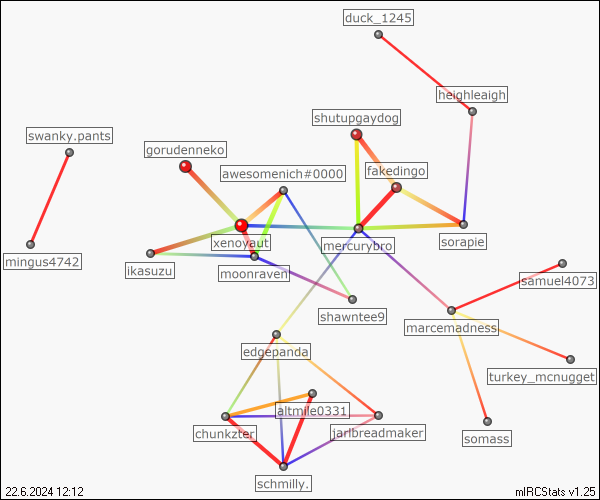 duck_1245
heighleaigh
shutupgaydog
swanky.pants
gorudenneko
awesomenich#0000
fakedingo
xenoyaut
mercurybro
sorapie
mingus4742
ikasuzu
moonraven
samuel4073
shawntee9
marcemadness
edgepanda
turkey_mcnugget
altmile0331
chunkzter
jarlbreadmaker
somass
schmilly.
22.6.2024 12:12
mIRCStats v1.25